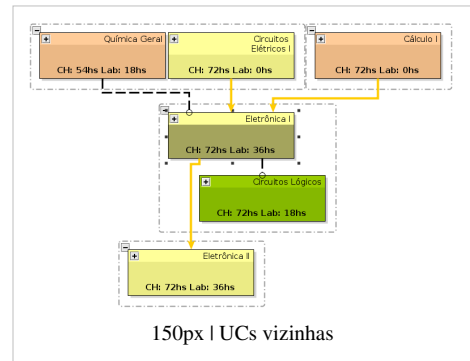 Química Geral
CH: 54hs Lab: 18hs
Circuitos
Elétricos I
CH: 72hs Lab: 0hs
Cálculo I
CH: 72hs Lab: 0hs
Eletrônica I
CH: 72hs Lab: 36hs
Circuitos Lógicos
CH: 72hs Lab: 18hs
Eletrônica II
CH: 72hs Lab: 36hs
150px | UCs vizinhas